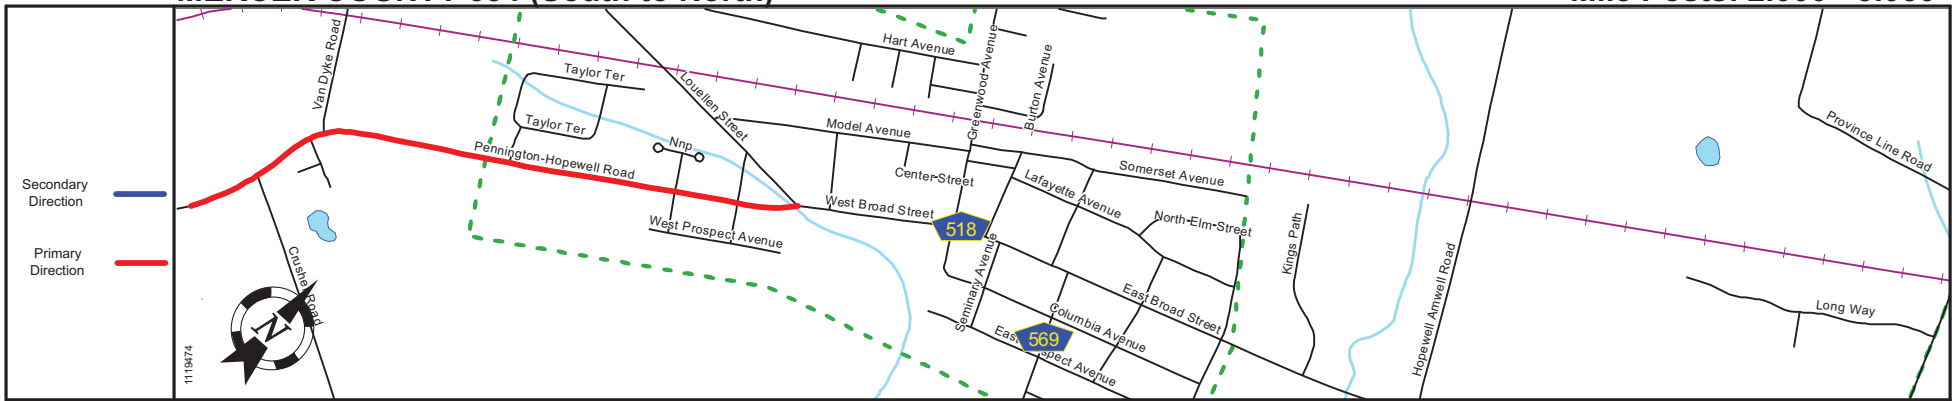 Secondary
Direction
Primary
Direction
1119474
Van Dyke Road
Crusher Road
N
Taylor Ter
Taylor Ter
Pennington-Hopewell Road
Nnp
Louellen Street
West Prospect Avenue
Hart Avenue
Model Avenue
Center Street
West Broad Street
Greenwood Avenue
Burton Avenue
518
Seminary Avenue
Lafayette Avenue
Somerset Avenue
North Elm Street
East Broad Street
Columbia Avenue
569
Kings Path
Hopewell Amwell Road
Province Line Road
Long Way